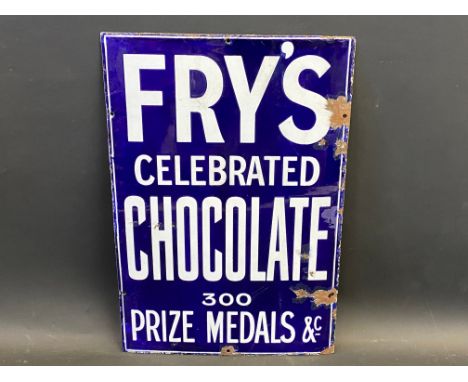 FRY'S
CELEBRATED
CHOCOLATE
300
PRIZE MEDALS &C